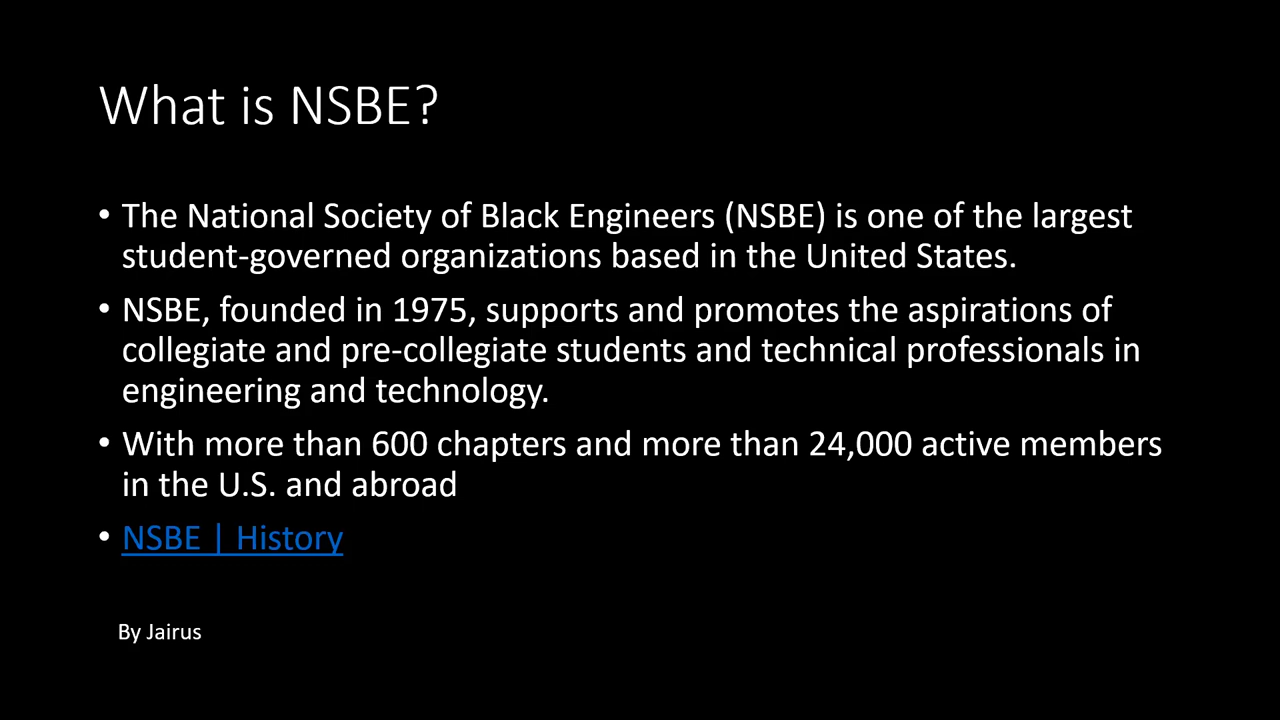 What is NSBE?
• The National Society of Black Engineers (NSBE) is one of the largest
student-governed organizations based in the United States.
• NSBE, founded in 1975, supports and promotes the aspirations of
collegiate and pre-collegiate students and technical professionals in
engineering and technology.
• With more than 600 chapters and more than 24,000 active members
in the U.S. and abroad
• NSBE | History
By Jairus